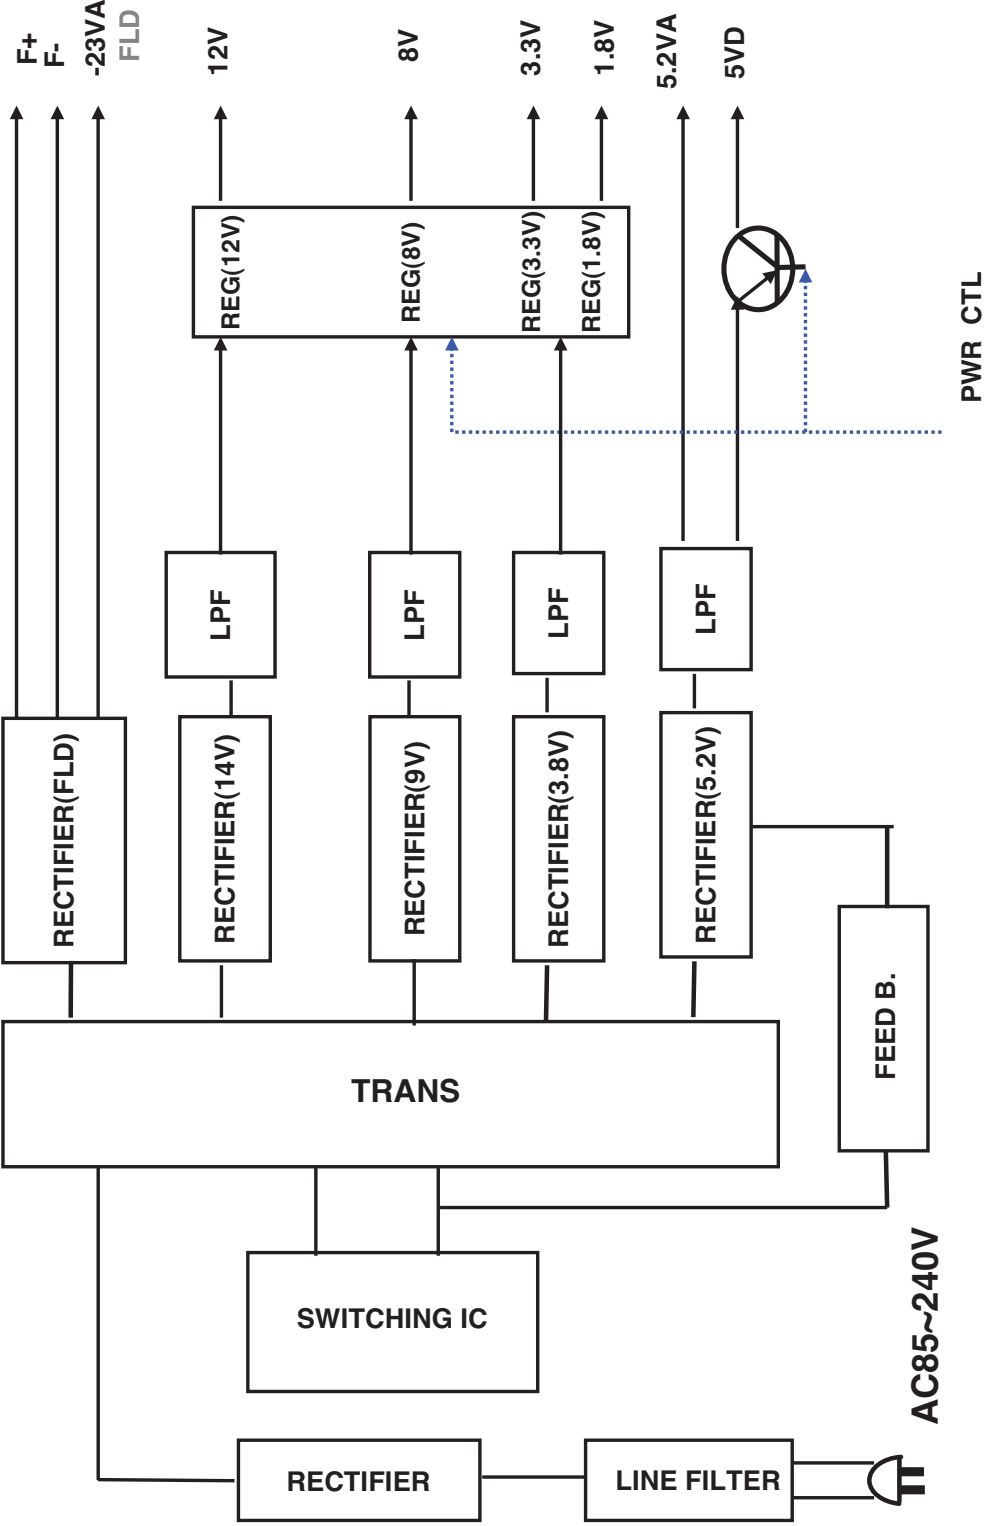 F+
F-
-23VA
FLD
12V
8V
3.3V
1.8V
5.2VA
5VD
REG(12V)
REG(8V)
REG(3.3V)
REG(1.8V)
PWR CTL
LPF
LPF
LPF
LPF
RECTIFIER(FLD)
RECTIFIER(14V)
RECTIFIER(9V)
RECTIFIER(3.8V)
RECTIFIER(5.2V)
FEED B.
TRANS
SWITCHING IC
AC85~240V
RECTIFIER
LINE FILTER